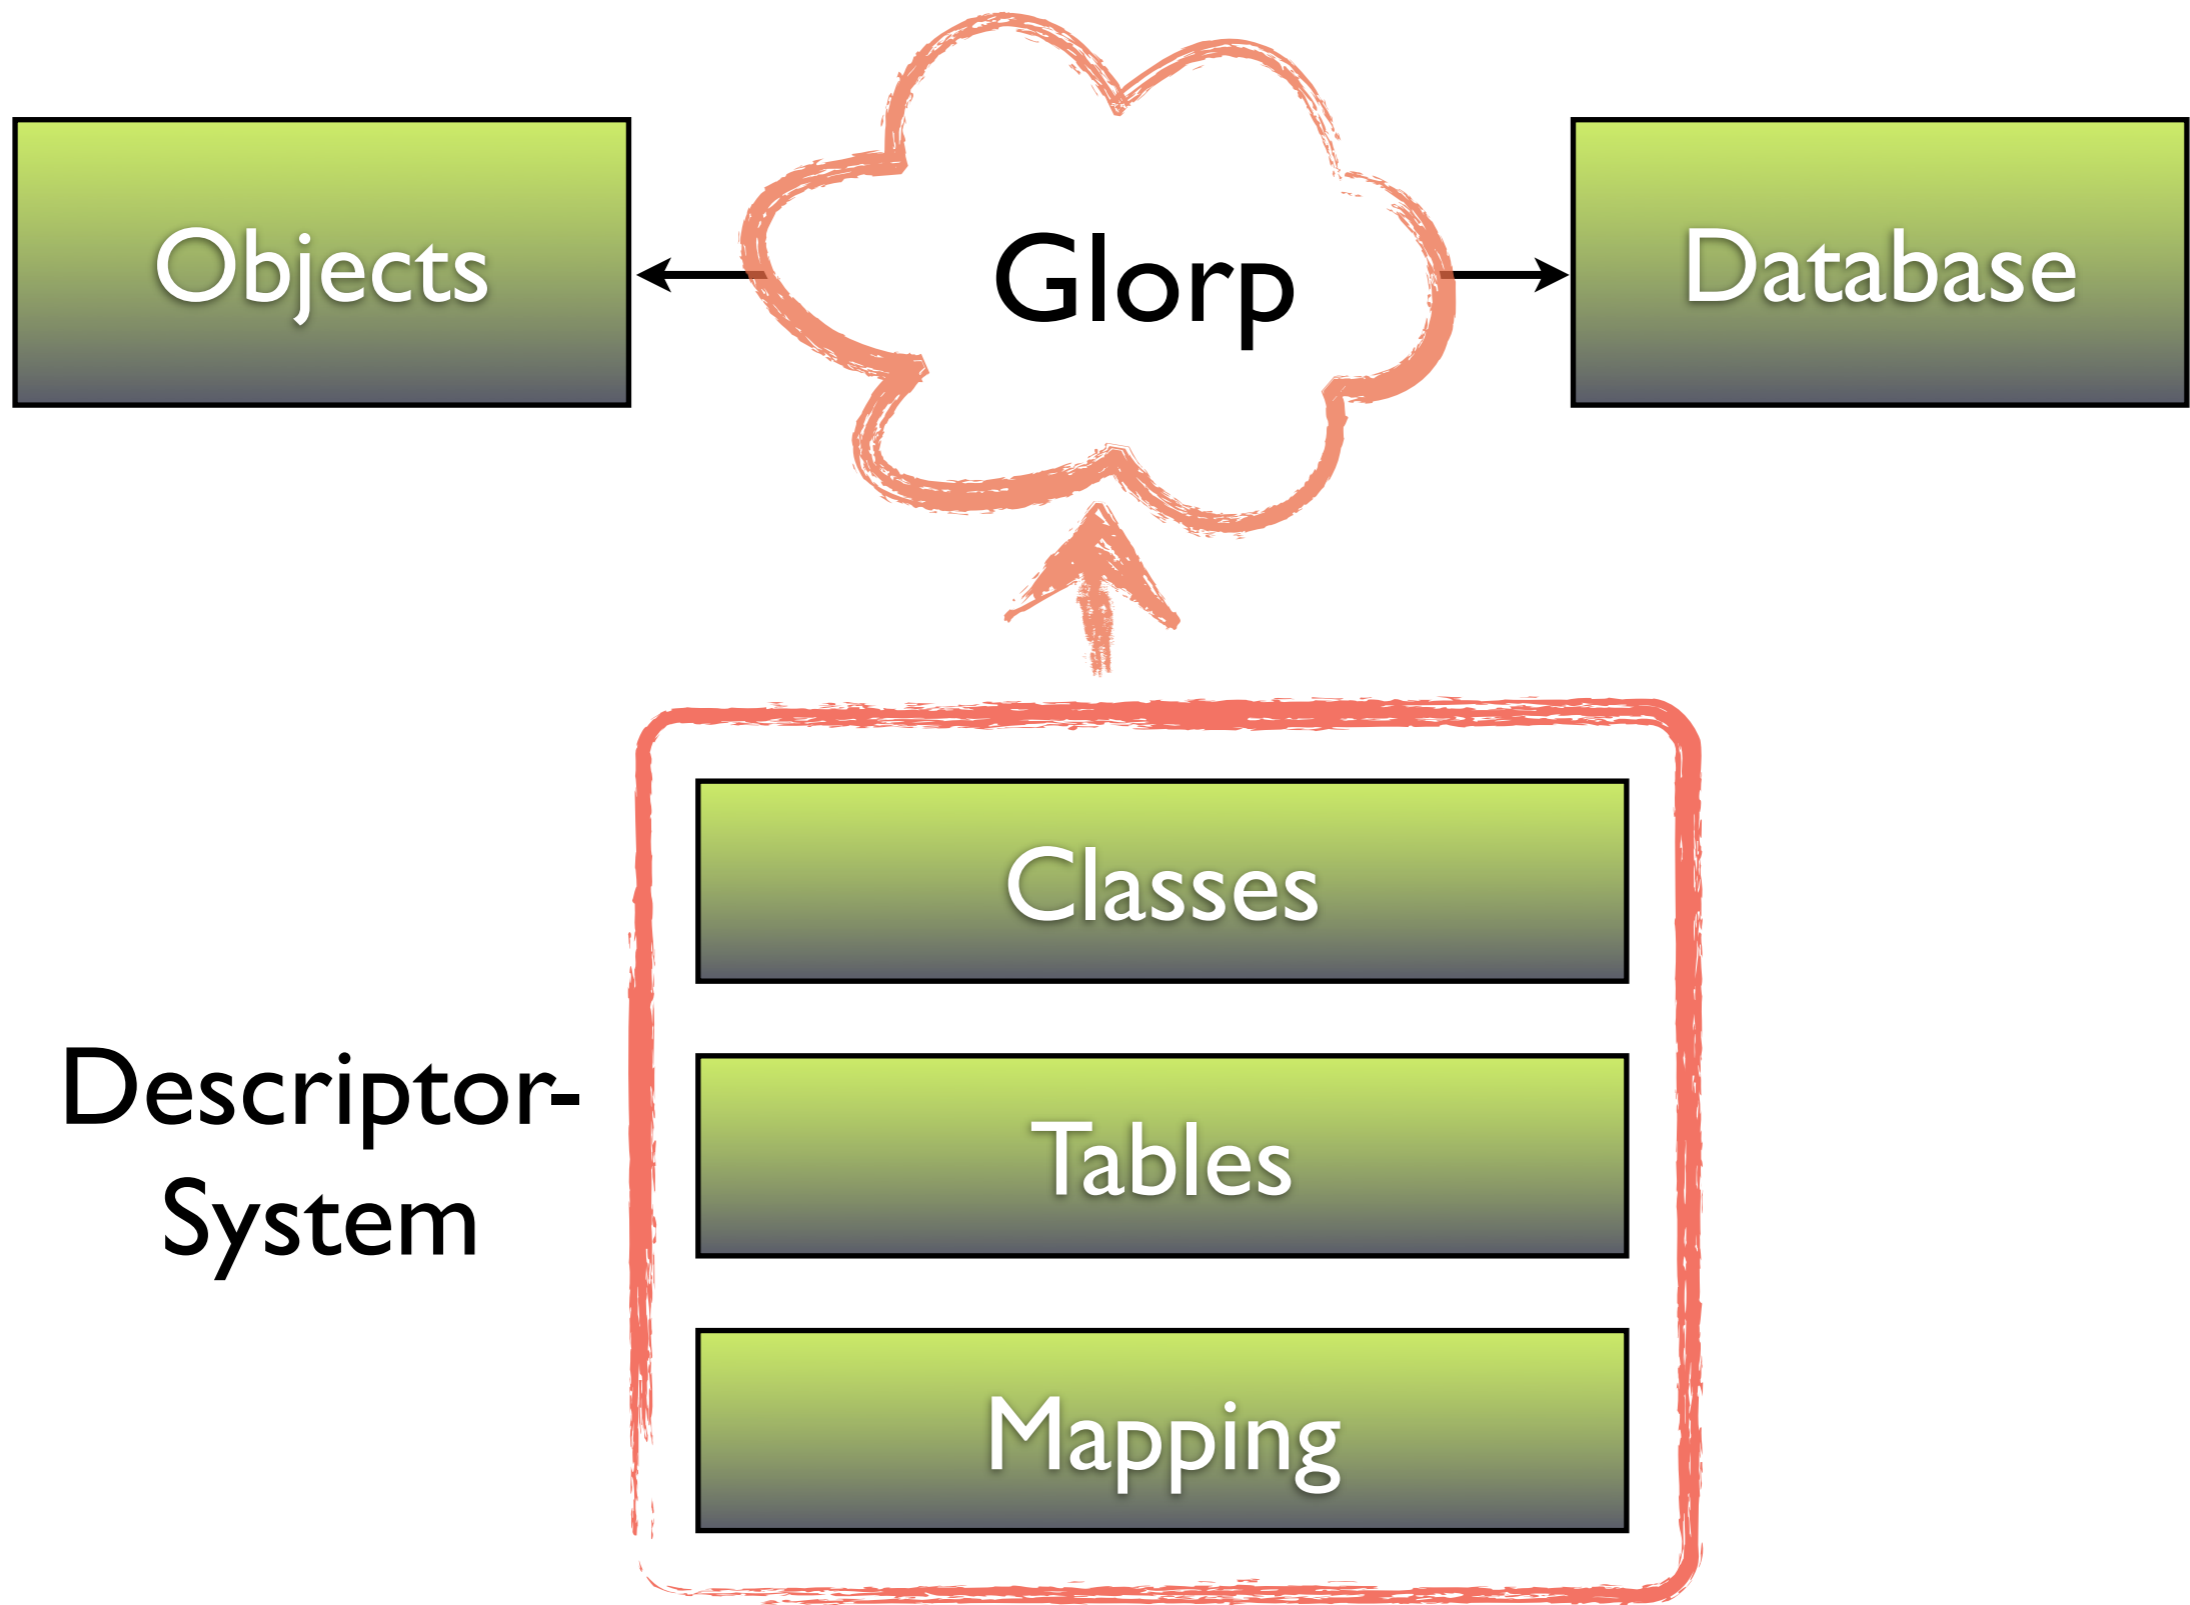 Objects
Glorp
Database
Classes
Tables
Mapping
Descriptor-
System